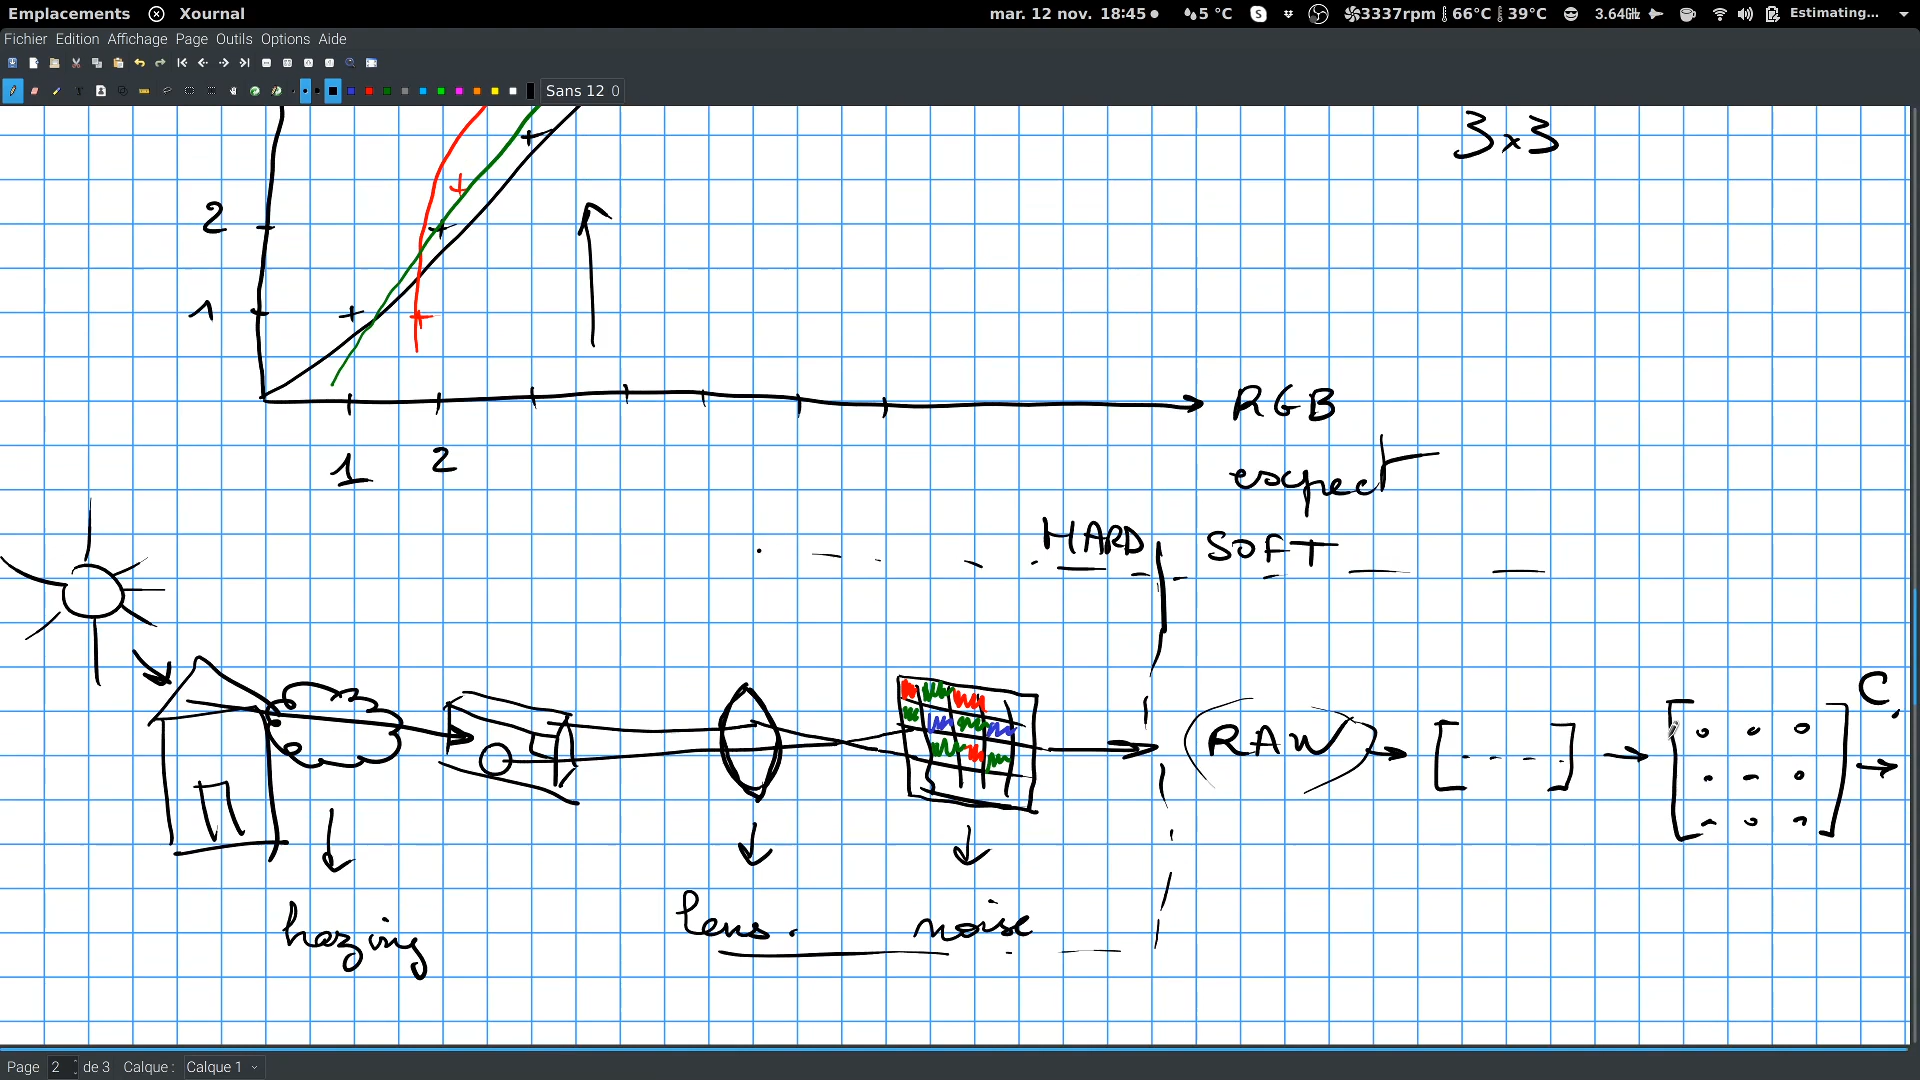 Emplacements Xournal mar. 12 nov. 18:45 5 °C 3337rpm 66°C 39°C 3.64GHz Estimating...
Fichier Edition Affichage Page Outils Options Aide
Sans 12 0
3x3
2
1
RGB
1 2
expect
HARD SOFT
C.
RAW
hazing
lens. noise
Page 2 de 3 Calque : Calque 1